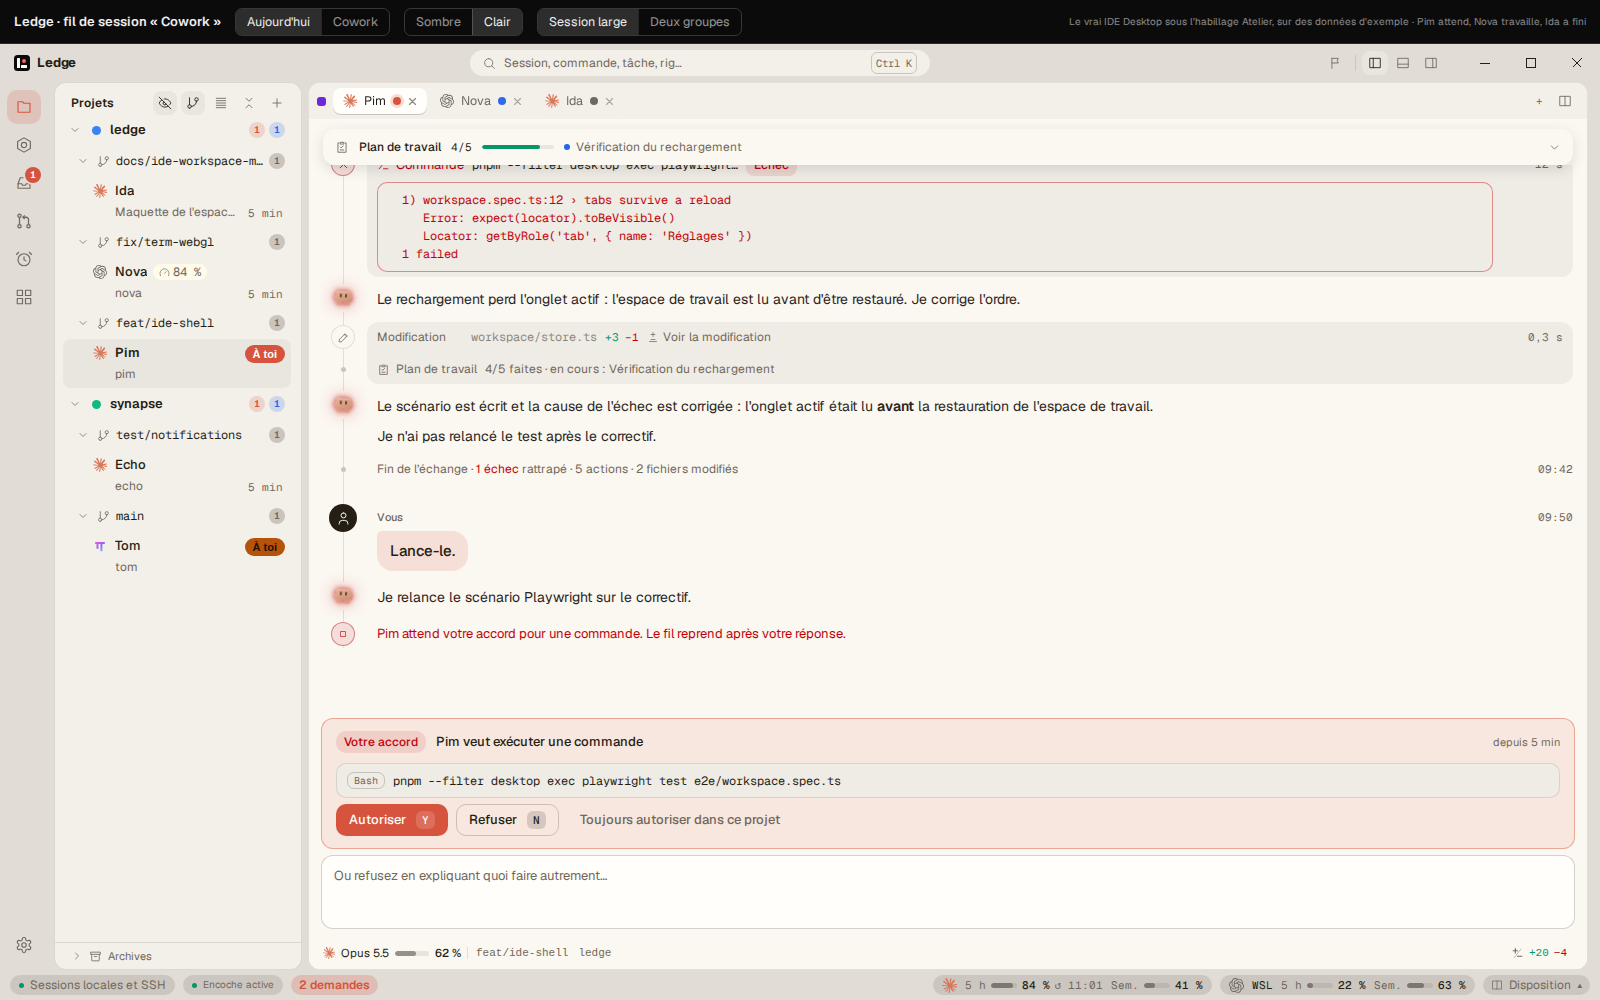 Ledge · fil de session « Cowork »
Aujourd'hui
Cowork
Sombre
Clair
Session large
Deux groupes
Le vrai IDE Desktop sous l'habillage Atelier, sur des données d'exemple · Pim attend, Nova travaille, Ida a fini
Ledge
Session, commande, tâche, rig…
Ctrl K
1
Projets
ledge
1
1
docs/ide-workspace-m…
1
Ida
Maquette de l'espac…
5 min
fix/term-webgl
1
Nova
84 %
nova
5 min
feat/ide-shell
1
Pim
À toi
pim
synapse
1
1
test/notifications
1
Echo
echo
5 min
main
1
Tom
À toi
tom
Archives
Pim
Nova
Ida
Plan de travail 4/5
Vérification du rechargement
Commande pnpm --filter desktop exec playwright… Échec
12 s
1) workspace.spec.ts:12 › tabs survive a reload
Error: expect(locator).toBeVisible()
Locator: getByRole('tab', { name: 'Réglages' })
1 failed
Le rechargement perd l'onglet actif : l'espace de travail est lu avant d'être restauré. Je corrige l'ordre.
Modification workspace/store.ts +3 −1 Voir la modification
0,3 s
Plan de travail 4/5 faites · en cours : Vérification du rechargement
Le scénario est écrit et la cause de l'échec est corrigée : l'onglet actif était lu avant la restauration de l'espace de travail.
Je n'ai pas relancé le test après le correctif.
Fin de l'échange · 1 échec rattrapé · 5 actions · 2 fichiers modifiés
09:42
Vous
09:50
Lance-le.
Je relance le scénario Playwright sur le correctif.
Pim attend votre accord pour une commande. Le fil reprend après votre réponse.
Votre accord
Pim veut exécuter une commande
depuis 5 min
Bash pnpm --filter desktop exec playwright test e2e/workspace.spec.ts
Autoriser Y
Refuser N
Toujours autoriser dans ce projet
Ou refusez en expliquant quoi faire autrement…
Opus 5.5 62 % feat/ide-shell ledge
+20 −4
Sessions locales et SSH
Encoche active
2 demandes
5 h 84 % ↺ 11:01 Sem. 41 %
WSL 5 h 22 % Sem. 63 %
Disposition